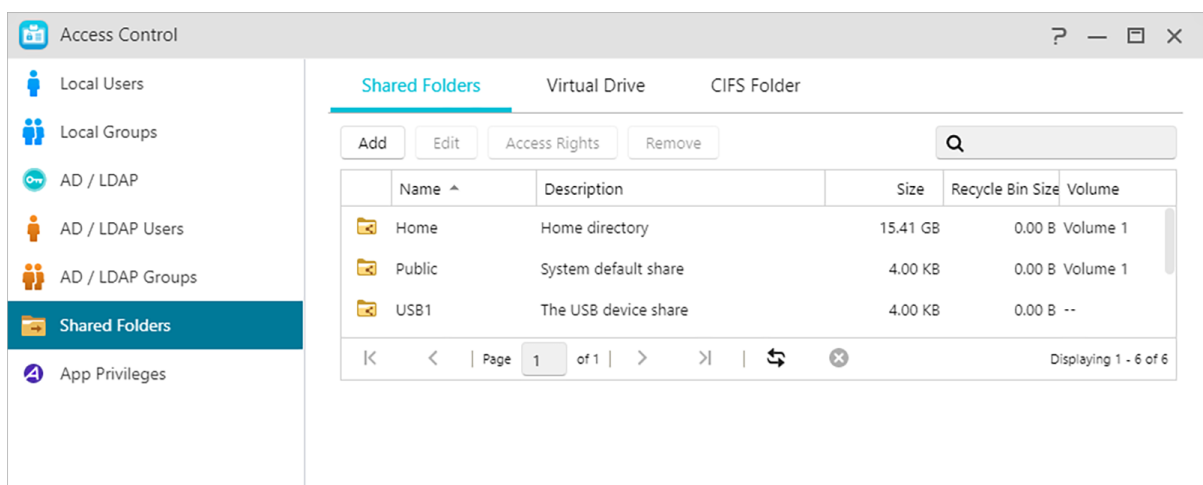 Access Control
Local Users
Local Groups
AD / LDAP
AD / LDAP Users
AD / LDAP Groups
Shared Folders
App Privileges
Shared Folders Virtual Drive CIFS Folder
Add Edit Access Rights Remove
Name Description Size Recycle Bin Size Volume
Home Home directory 15.41 GB 0.00 B Volume 1
Public System default share 4.00 KB 0.00 B Volume 1
USB1 The USB device share 4.00 KB 0.00 B --
Page 1 of 1 Displaying 1 - 6 of 6